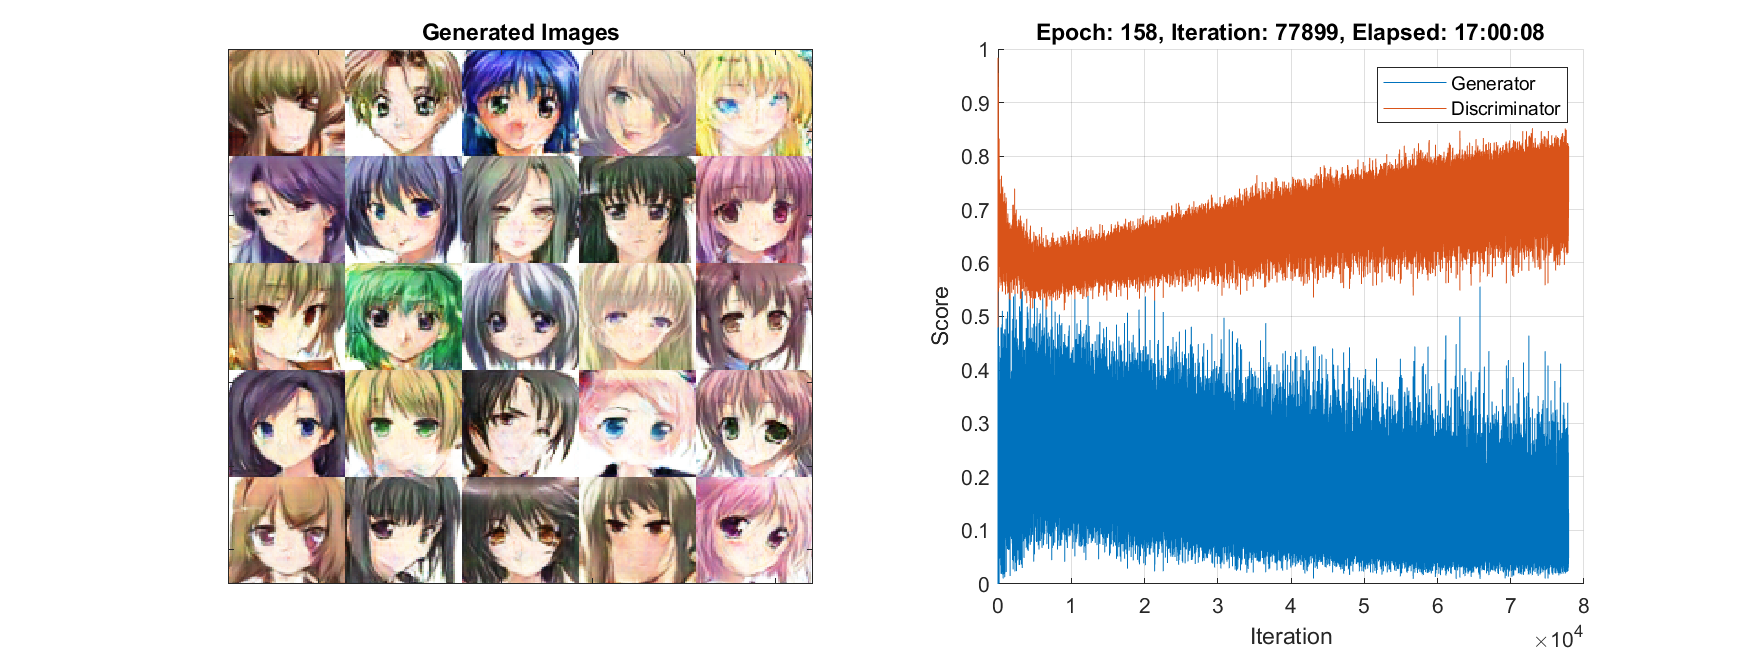 Generated Images
Epoch: 158, Iteration: 77899, Elapsed: 17:00:08
Generator
Discriminator
1
0.9
0.8
0.7
0.6
0.5
0.4
0.3
0.2
0.1
0
Score
0 1 2 3 4 5 6 7 8
Iteration
×10^4